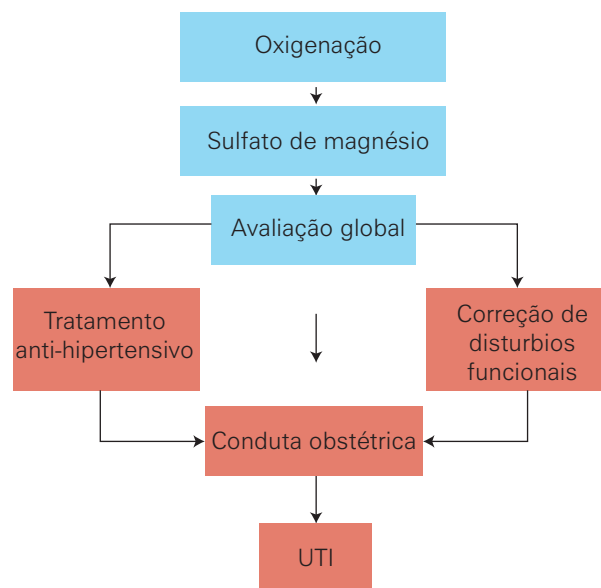 Oxigenação
Sulfato de magnésio
Avaliação global
Tratamento
anti-hipertensivo
Correção de
disturbios
funcionais
Conduta obstétrica
UTI